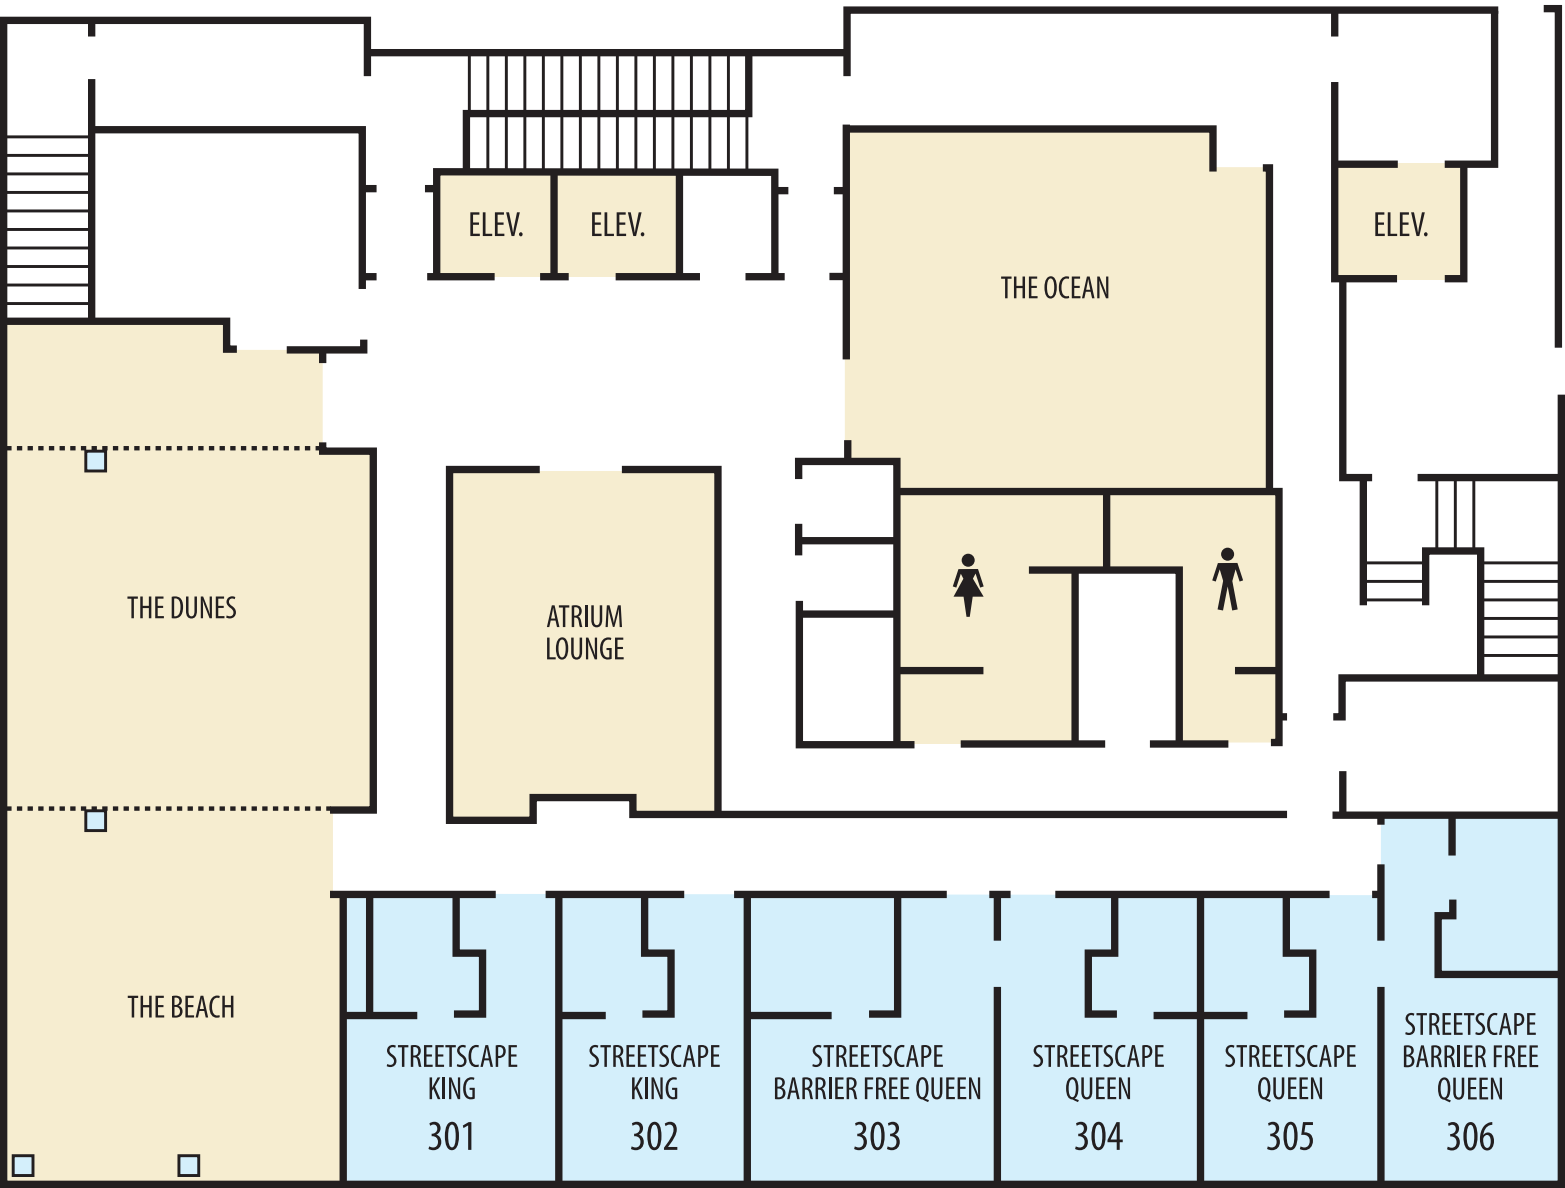 ELEV.
ELEV.
ELEV.
THE OCEAN
THE DUNES
ATRIUM
LOUNGE
THE BEACH
STREETSCAPE
KING
301
STREETSCAPE
KING
302
STREETSCAPE
BARRIER FREE QUEEN
303
STREETSCAPE
QUEEN
304
STREETSCAPE
QUEEN
305
STREETSCAPE
BARRIER FREE
QUEEN
306